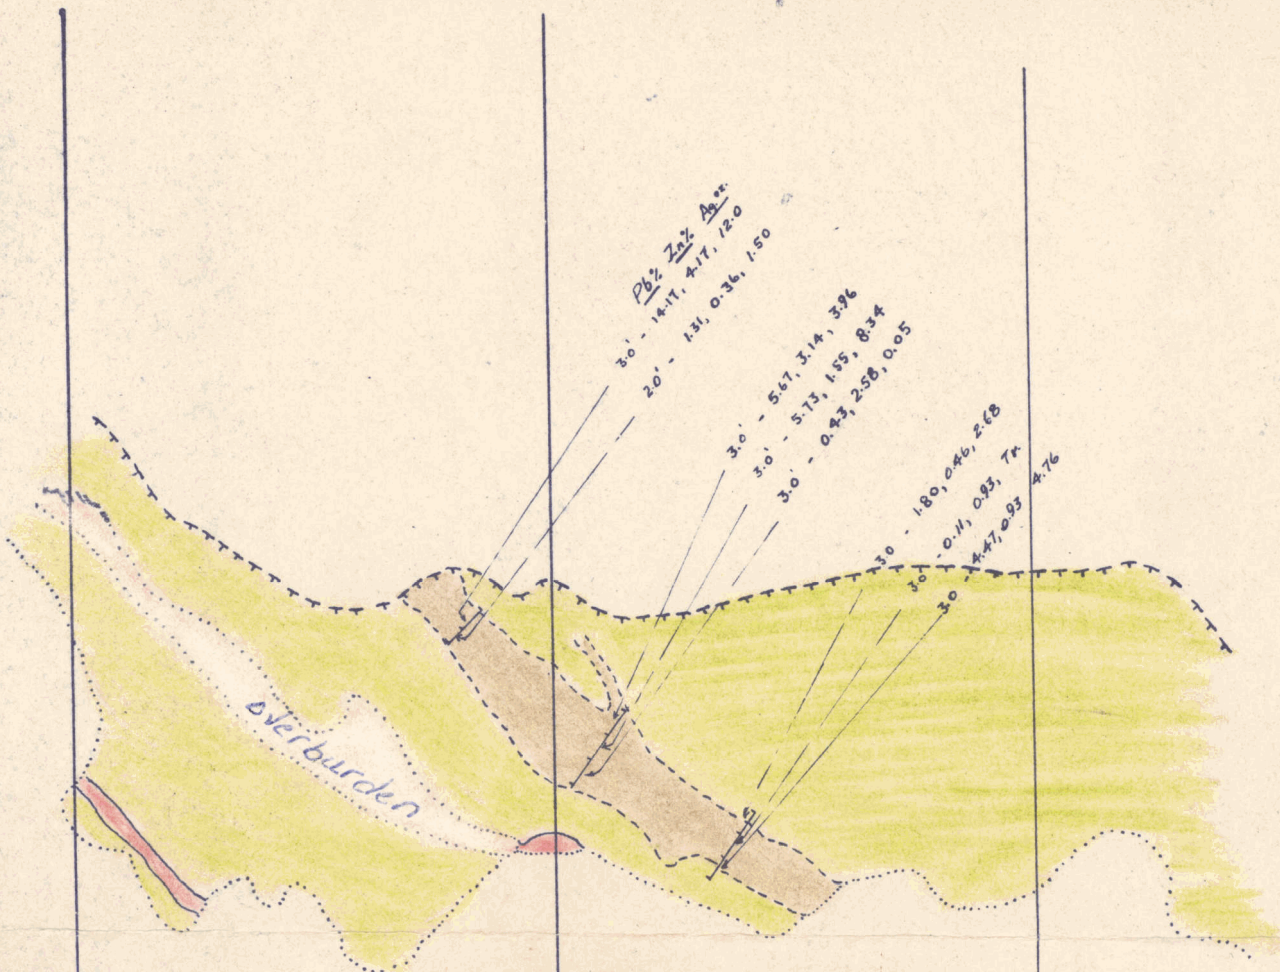 Pb% Zn% Ag oz.
3.0' - 14.17, 4.17, 12.0
2.0' - 1.31, 0.36, 1.50
3.0' - 5.67, 3.14, 3.96
3.0' - 5.73, 1.55, 8.34
3.0' - 0.43, 2.58, 0.05
3.0 - 1.80, 0.46, 2.68
3.0' - 0.11, 0.93, Tr.
3.0 - 4.47, 0.93 4.76
overburden